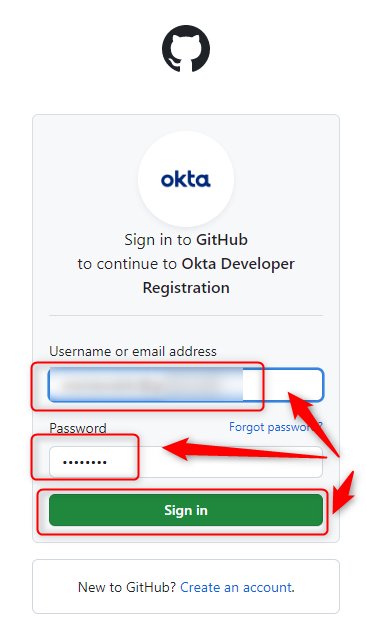 okta
Sign in to GitHub
to continue to Okta Developer
Registration
Username or email address
Password
Forgot password?
Sign in
New to GitHub? Create an account.